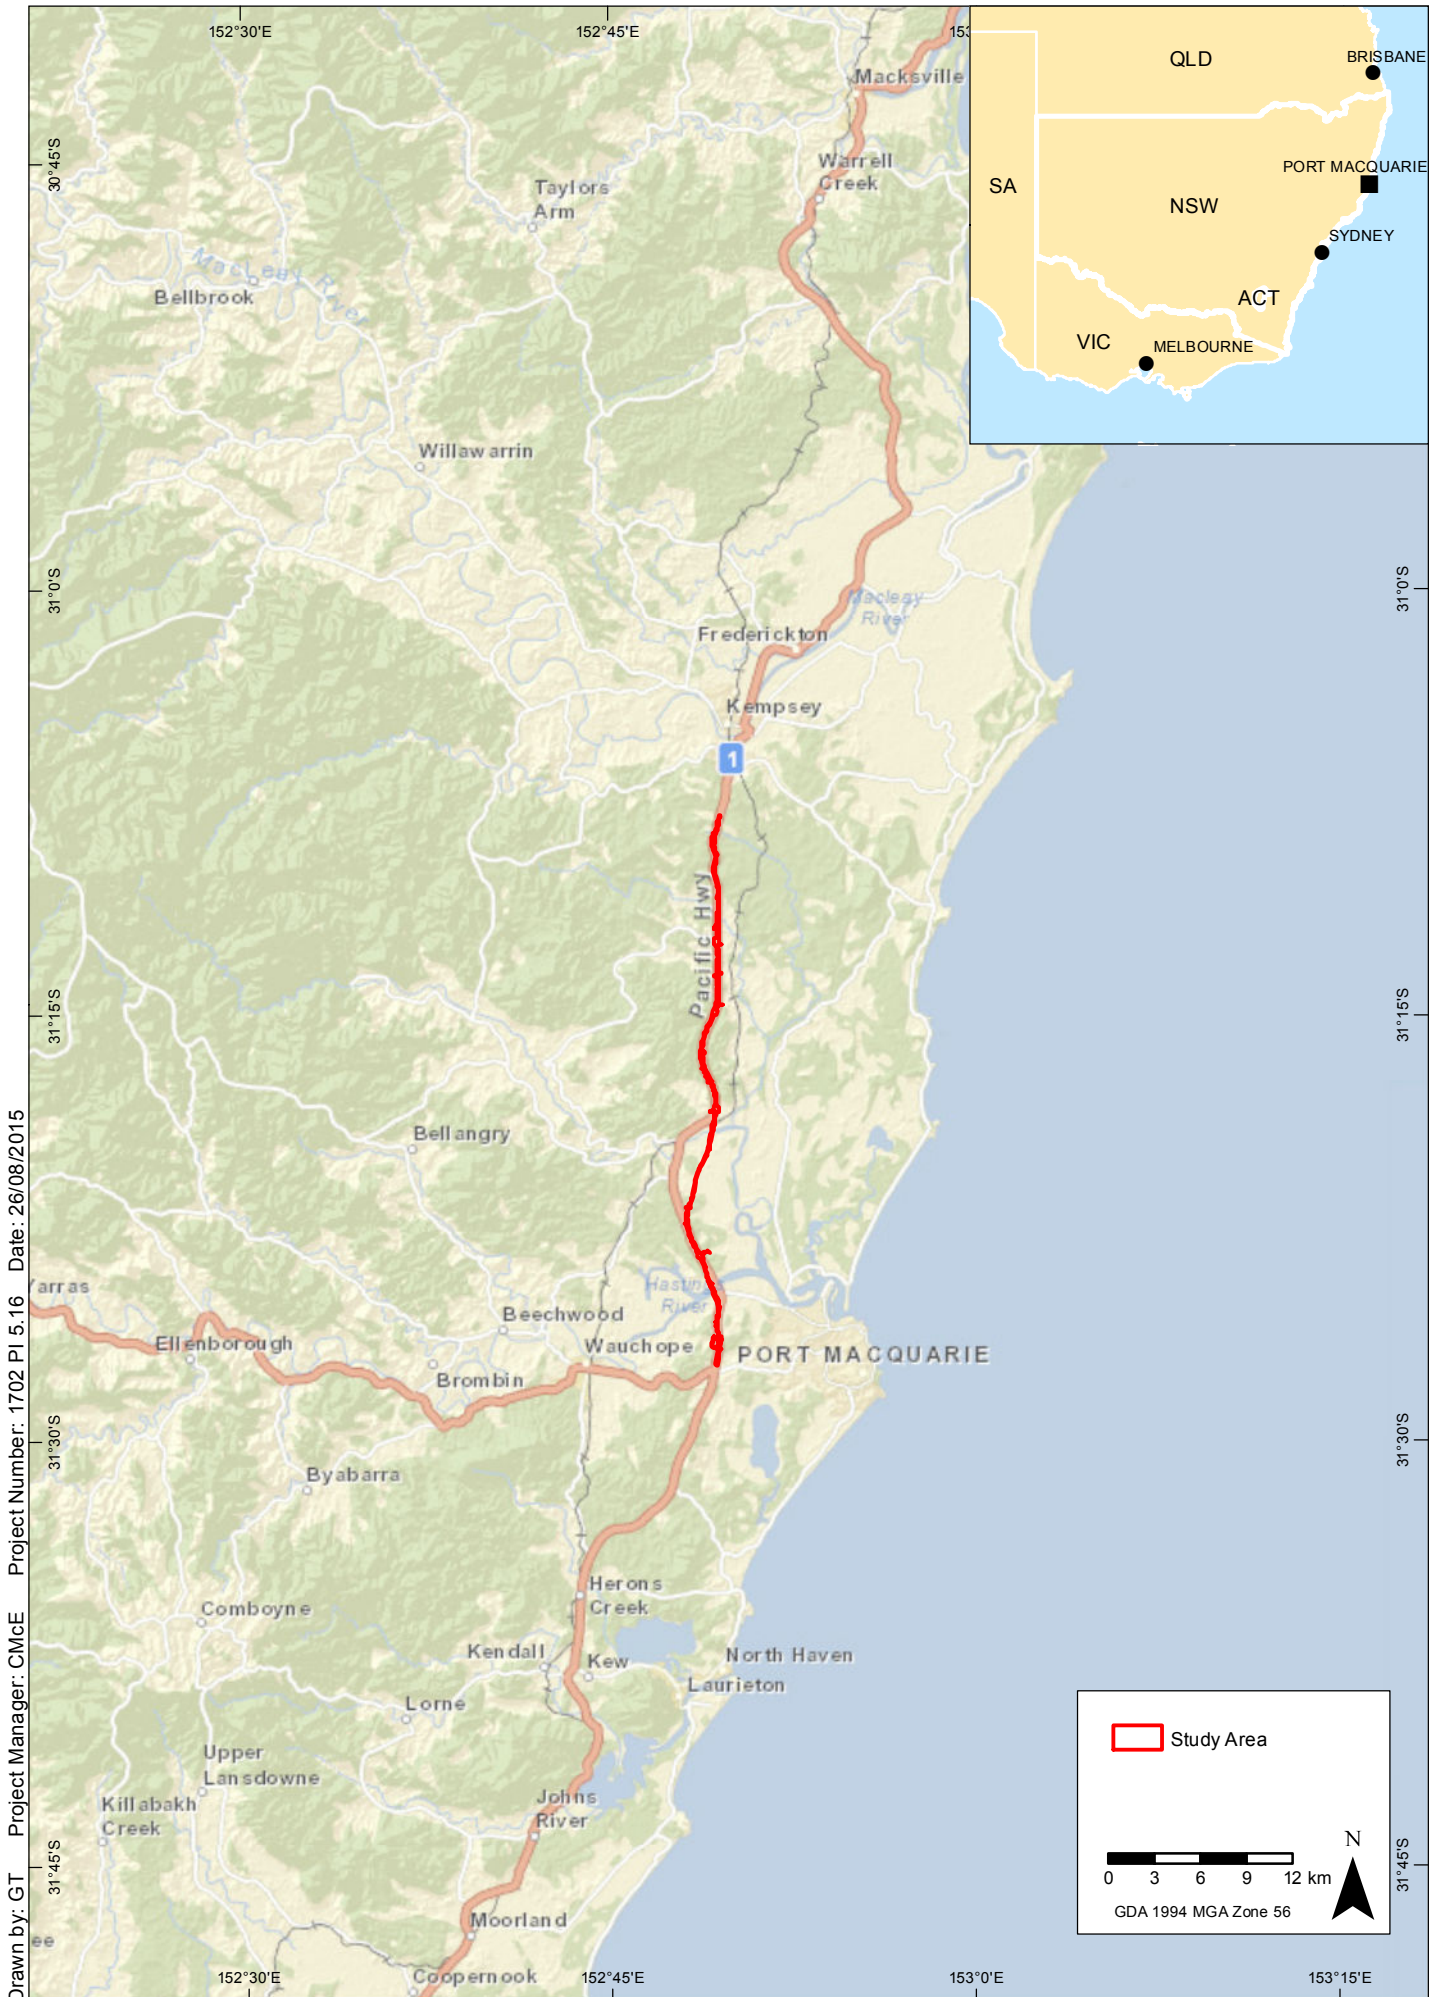 152°30'E
152°45'E
153
Macksville
QLD
BRISBANE
PORT MACQUARIE
SA
NSW
SYDNEY
ACT
VIC
MELBOURNE
30°45'S
Warrell
Creek
Taylors
Arm
MacLeay River
Bellbrook
Willawarrin
31°0'S
31°0'S
Macleay
River
Frederickton
Kempsey
1
Pacific Hwy
31°15'S
31°15'S
Bellangry
Hastings
River
Yarras
Beechwood
Ellenborough
Wauchope
PORT MACQUARIE
Brombin
31°30'S
31°30'S
Byabarra
Herons
Creek
Comboyne
Kendall
Kew
North Haven
Laurieton
Lorne
Upper
Lansdowne
Killabakh
Creek
Johns
River
31°45'S
31°45'S
Moorland
ee
Coopernook
152°30'E
152°45'E
153°0'E
153°15'E
Study Area
0 3 6 9 12 km
N
GDA 1994 MGA Zone 56
Drawn by: GT Project Manager: CMcE Project Number: 1702 PI 5.16 Date: 26/08/2015